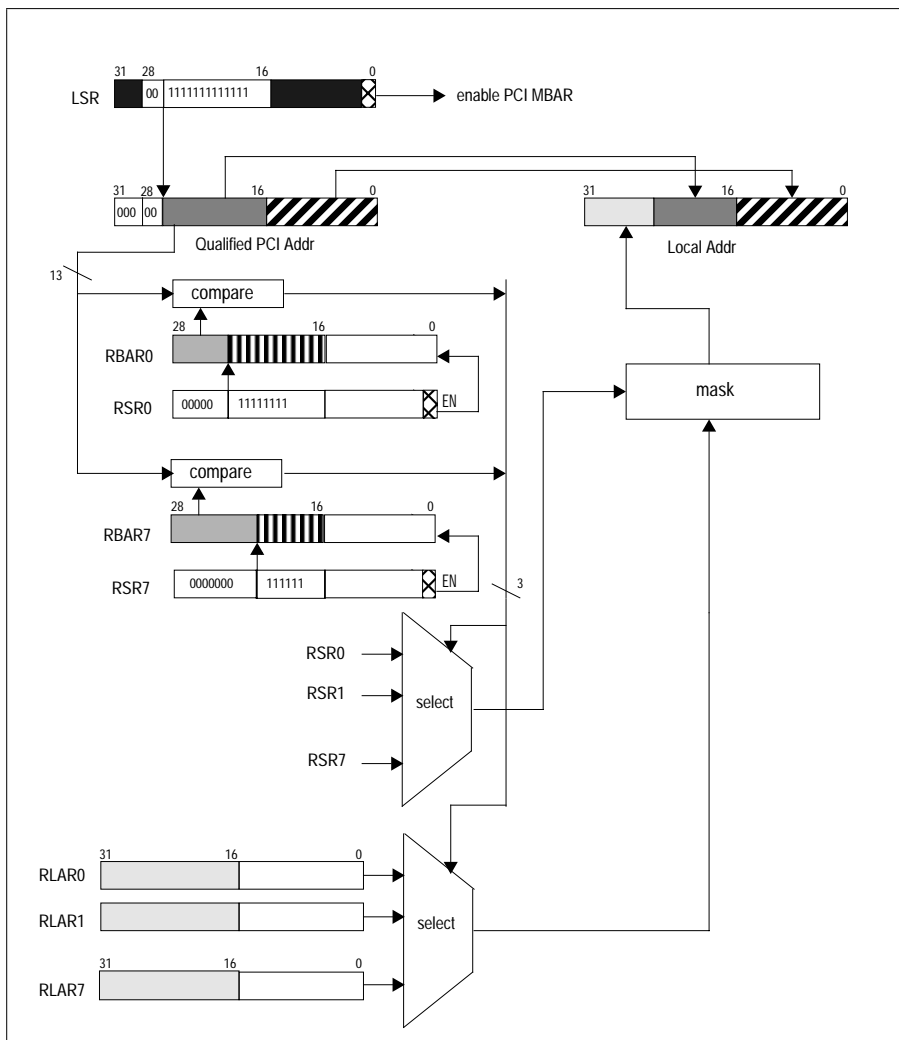 31 28 16 0
LSR 00 1111111111111 enable PCI MBAR
31 28 16 0 31 16 0
000 00
Qualified PCI Addr Local Addr
13
compare
28 16 0
RBAR0
mask
RSR0 00000 11111111 EN
compare
28 16 0
RBAR7
RSR7 0000000 111111 EN 3
RSR0
RSR1
select
RSR7
31 16 0
RLAR0
RLAR1 select
31 16 0
RLAR7